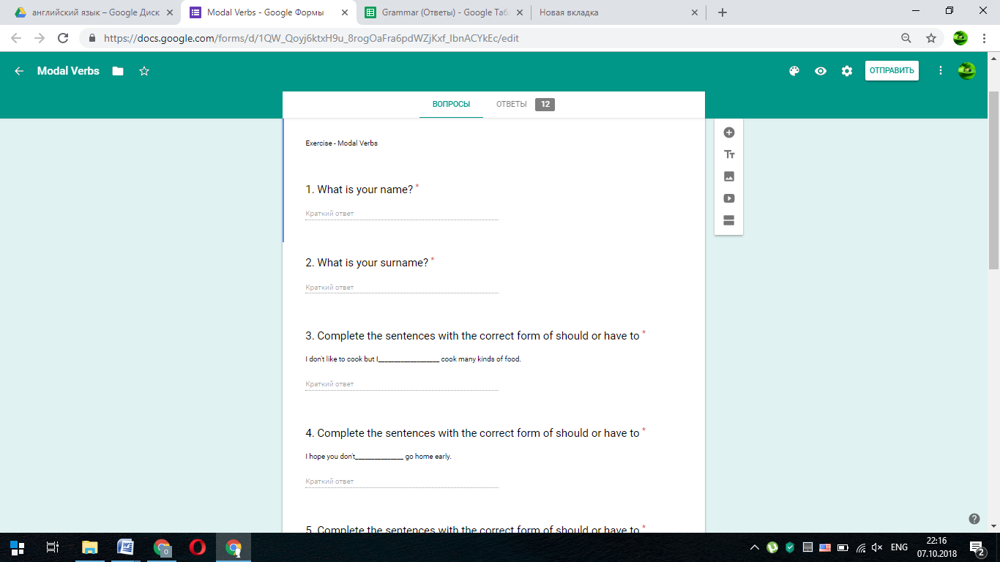 английский язык – Google Диск
Modal Verbs - Google Формы
Grammar (Ответы) - Google Таб
Новая вкладка
https://docs.google.com/forms/d/1QW_Qoyj6ktxH9u_8rogOaFra6pdWZjKxf_lbnACYkEc/edit
Modal Verbs
ОТПРАВИТЬ
ВОПРОСЫ
ОТВЕТЫ 12
Exercise - Modal Verbs
1. What is your name? *
Краткий ответ
2. What is your surname? *
Краткий ответ
3. Complete the sentences with the correct form of should or have to *
I don't like to cook but I___________________ cook many kinds of food.
Краткий ответ
4. Complete the sentences with the correct form of should or have to *
I hope you don't_______________ go home early.
Краткий ответ
5. Complete the sentences with the correct form of should or have to *
ENG
22:16
07.10.2018
2